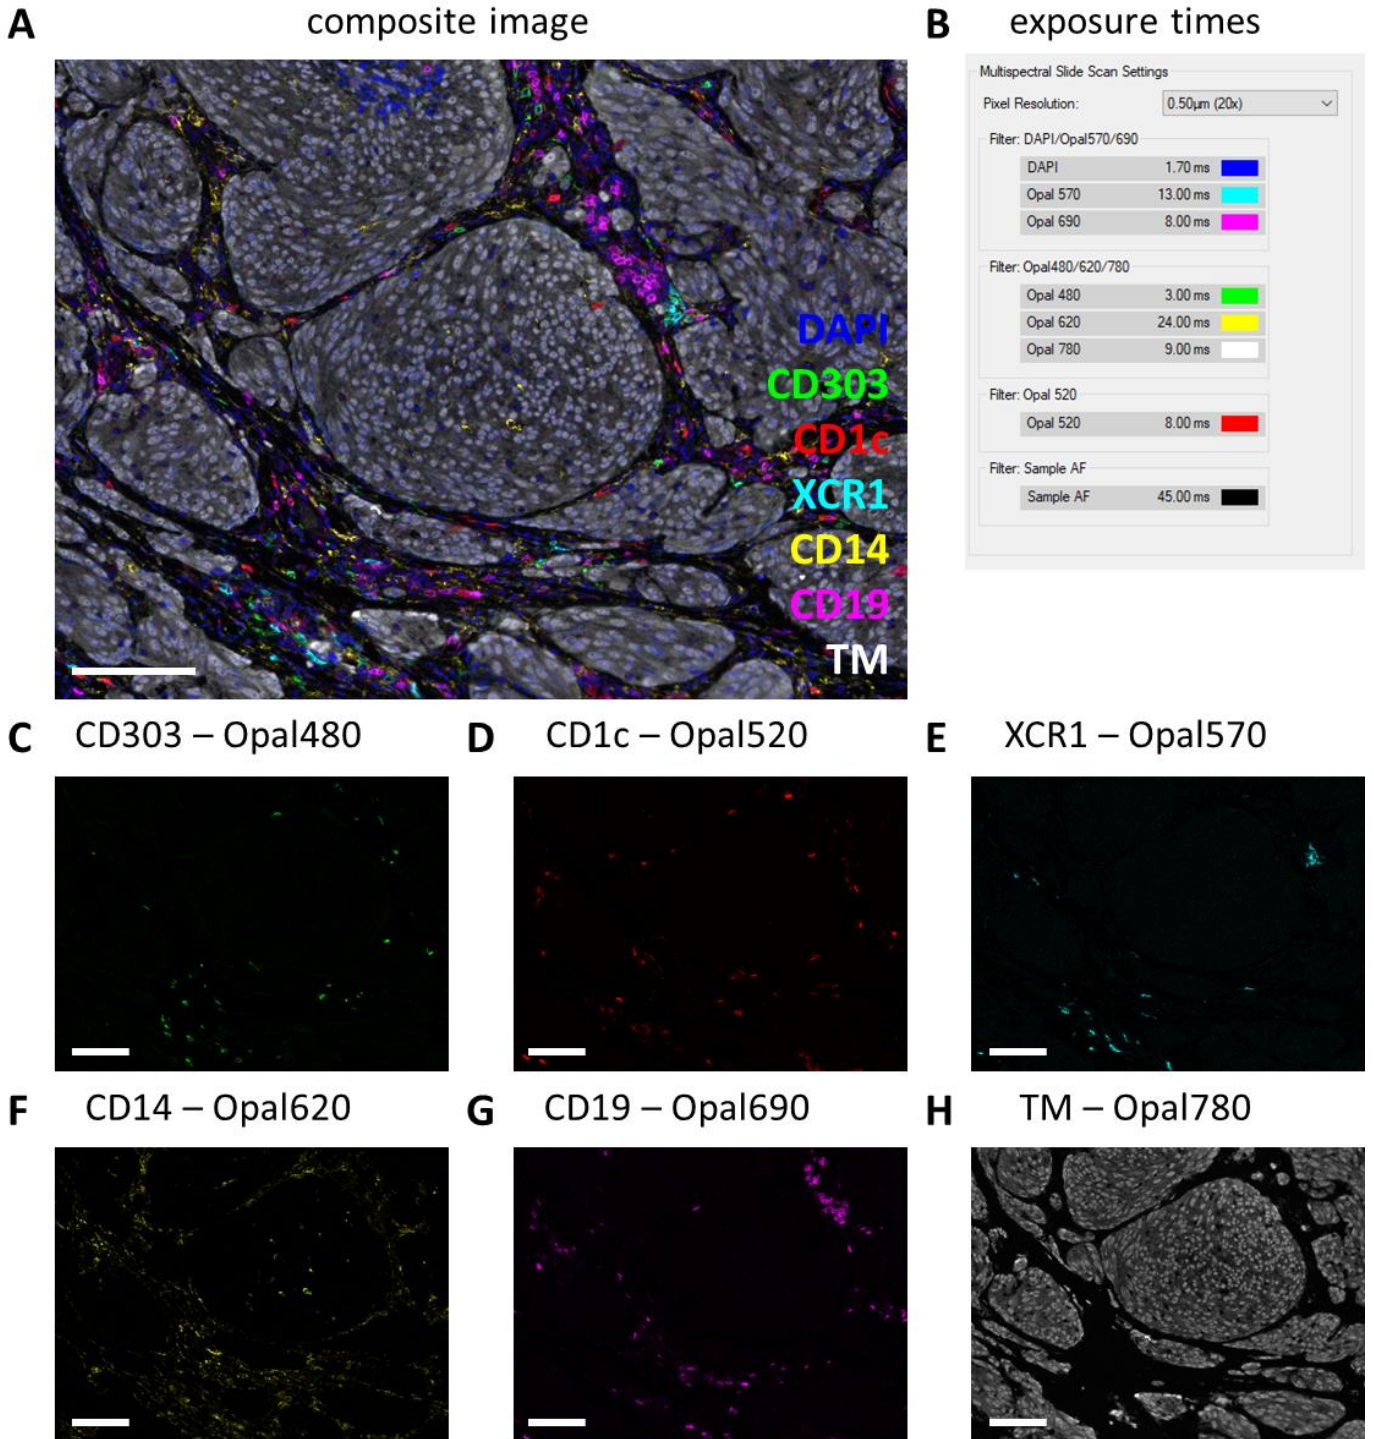 A composite image
B exposure times
DAPI
CD303
CD1c
XCR1
CD14
CD19
TM
Multispectral Slide Scan Settings
Pixel Resolution: 0.50µm (20x)
Filter: DAPI/Opal570/690
DAPI 1.70 ms
Opal 570 13.00 ms
Opal 690 8.00 ms
Filter: Opal480/620/780
Opal 480 3.00 ms
Opal 620 24.00 ms
Opal 780 9.00 ms
Filter: Opal 520
Opal 520 8.00 ms
Filter: Sample AF
Sample AF 45.00 ms
C CD303 – Opal480
D CD1c – Opal520
E XCR1 – Opal570
F CD14 – Opal620
G CD19 – Opal690
H TM – Opal780